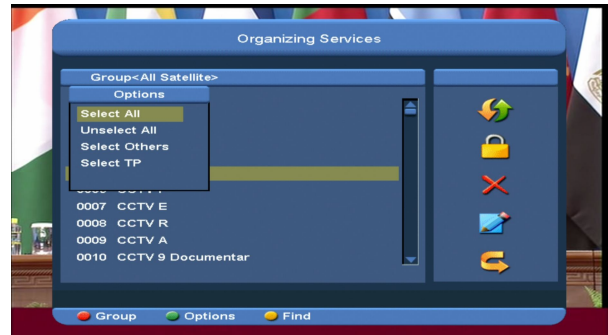 Organizing Services
Group<All Satellite>
Options
Select All
Unselect All
Select Others
Select TP
0007 CCTV E
0008 CCTV R
0009 CCTV A
0010 CCTV 9 Documentar
Group Options Find